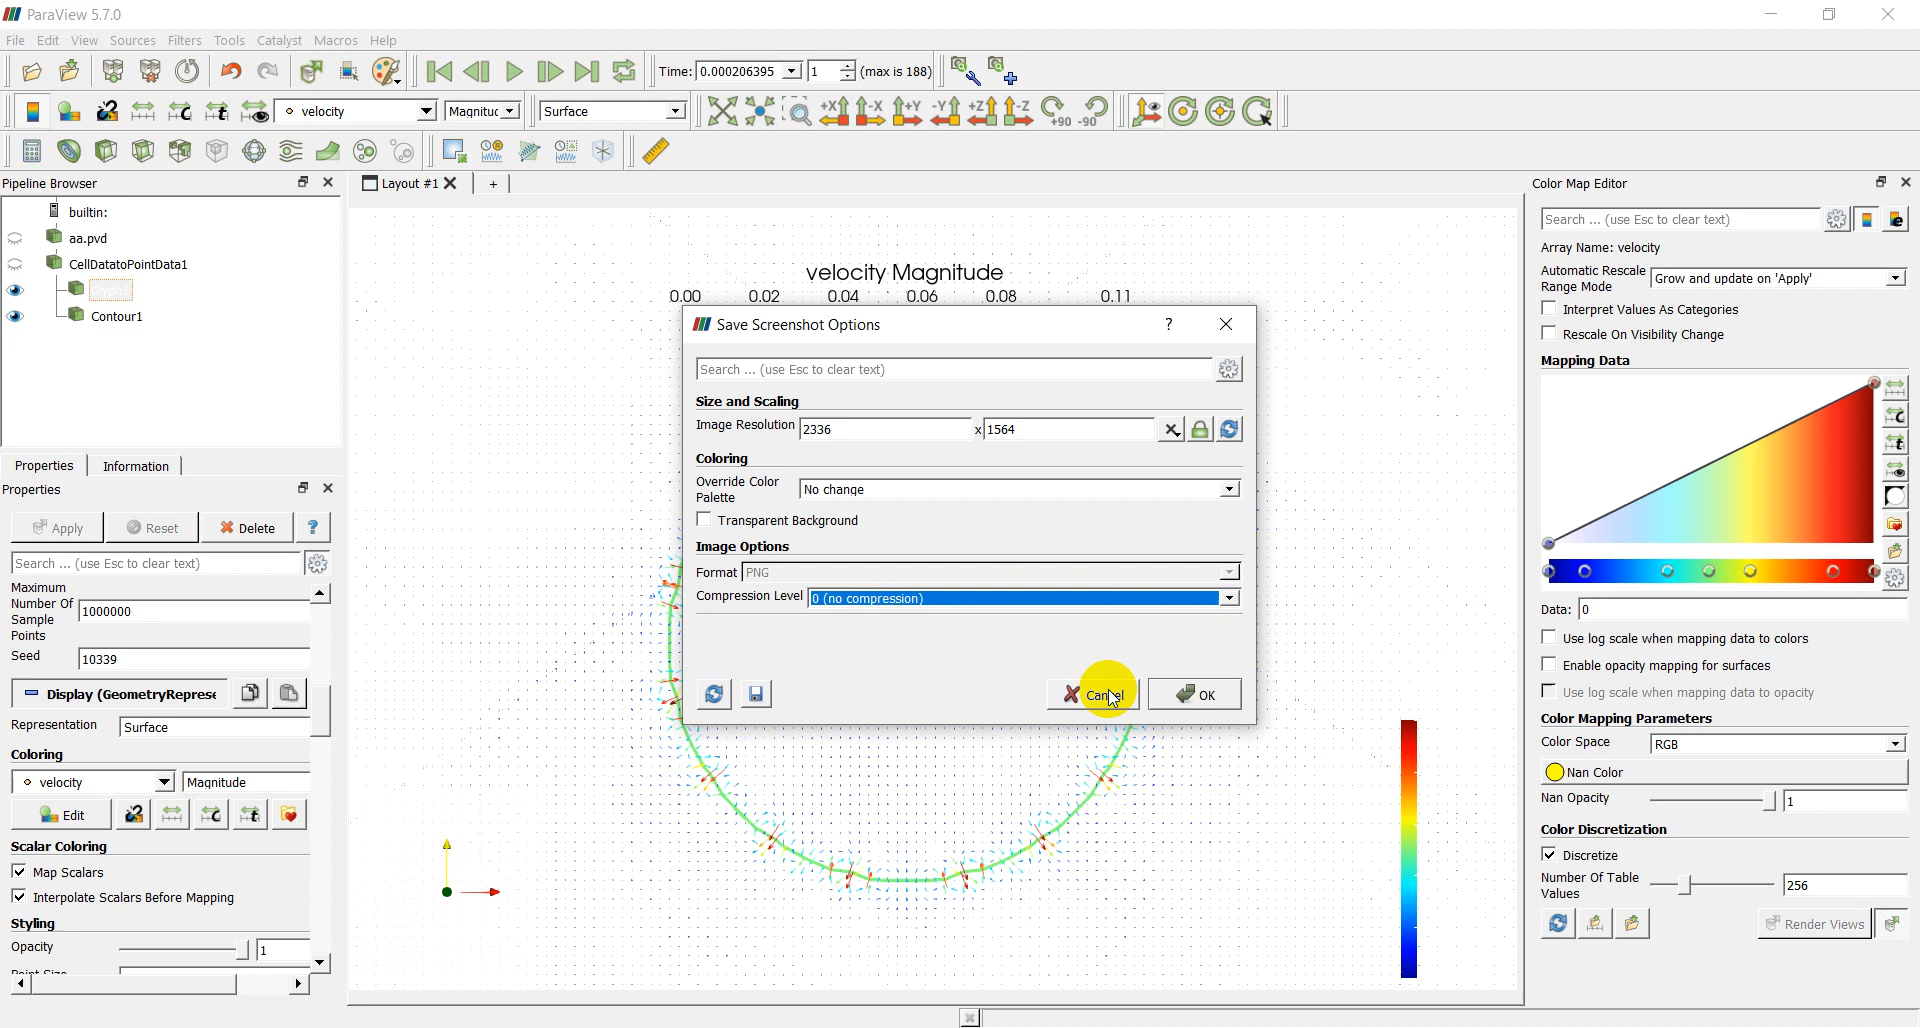 ParaView 5.7.0
File Edit View Sources Filters Tools Catalyst Macros Help
Time: 0.000206395 1 (max is 188)
velocity Magnituc Surface +X -X +Y -Y +Z -Z +90 -90
Pipeline Browser
builtin:
aa.pvd
CellDatatoPointData1
Glyph1
Contour1
Properties Information
Properties
Apply Reset Delete ?
Search ... (use Esc to clear text)
Maximum
Number Of
Sample
Points
1000000
Seed 10339
Display (GeometryReprese
Representation Surface
Coloring
velocity Magnitude
Edit
Scalar Coloring
Map Scalars
Interpolate Scalars Before Mapping
Styling
Opacity 1
Point Size
Layout #1 +
velocity Magnitude
0.00 0.02 0.04 0.06 0.08 0.11
Save Screenshot Options ?
Search ... (use Esc to clear text)
Size and Scaling
Image Resolution 2336 x 1564
Coloring
Override Color
Palette
No change
Transparent Background
Image Options
Format PNG
Compression Level 0 (no compression)
Cancel OK
Color Map Editor
Search ... (use Esc to clear text)
Array Name: velocity
Automatic Rescale
Range Mode
Grow and update on 'Apply'
Interpret Values As Categories
Rescale On Visibility Change
Mapping Data
Data: 0
Use log scale when mapping data to colors
Enable opacity mapping for surfaces
Use log scale when mapping data to opacity
Color Mapping Parameters
Color Space RGB
Nan Color
Nan Opacity 1
Color Discretization
Discretize
Number Of Table
Values
256
Render Views